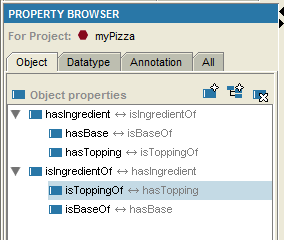 PROPERTY BROWSER
For Project: myPizza
Object Datatype Annotation All
Object properties
hasIngredient ↔ isIngredientOf
hasBase ↔ isBaseOf
hasTopping ↔ isToppingOf
isIngredientOf ↔ hasIngredient
isToppingOf ↔ hasTopping
isBaseOf ↔ hasBase